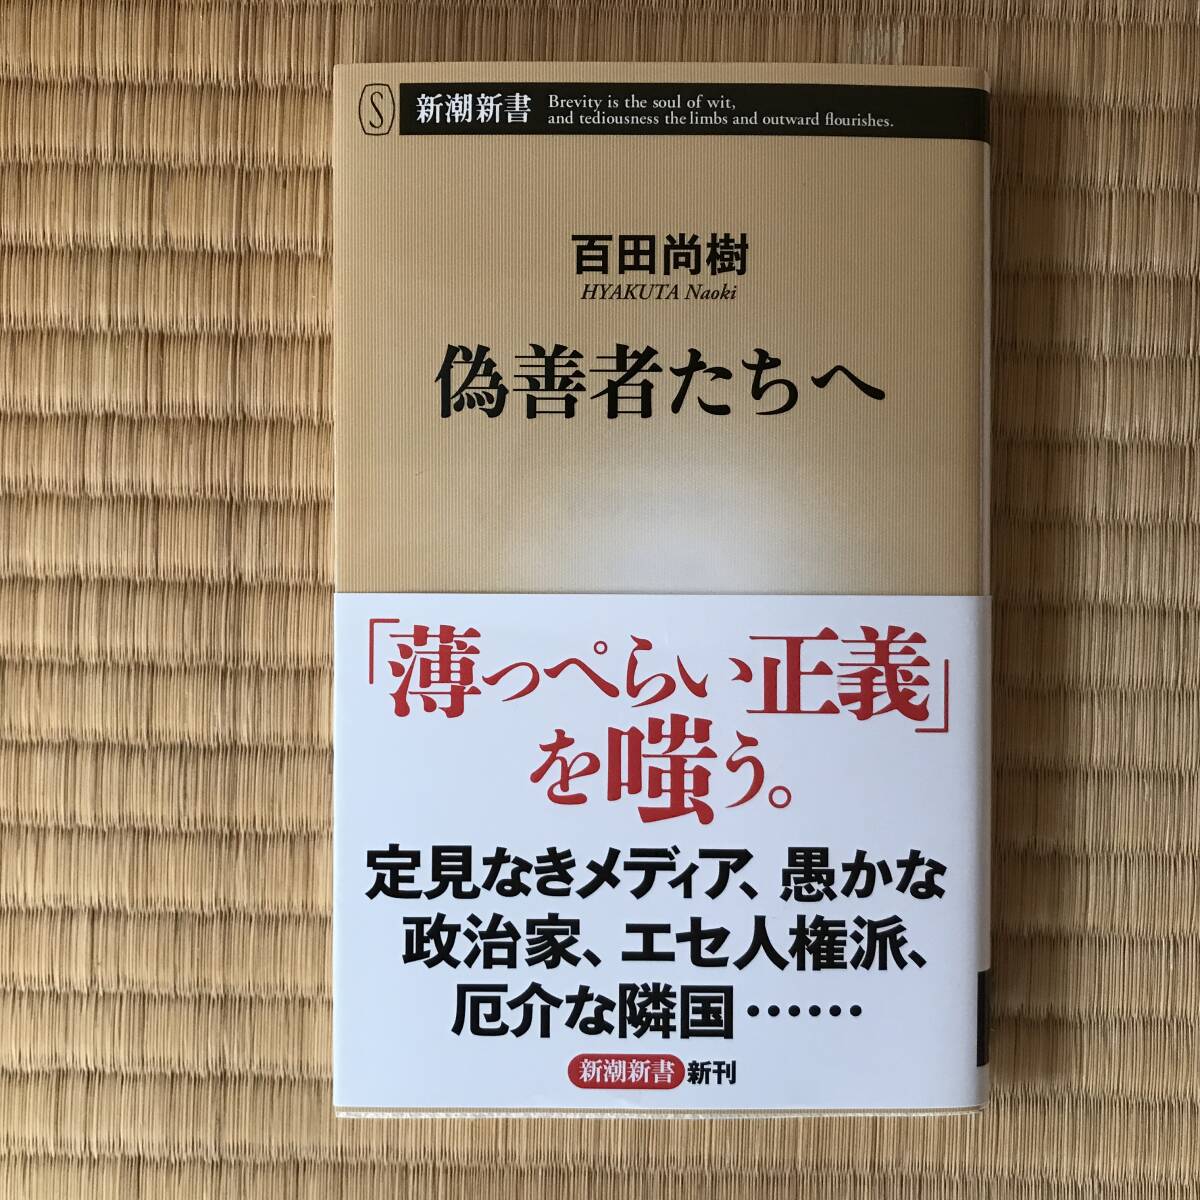 S
新潮新書
Brevity is the soul of wit,
and tediousness the limbs and outward flourishes.
百田尚樹
HYAKUTA Naoki
偽善者たちへ
「薄っぺらい正義」
を嗤う。
定見なきメディア、愚かな
政治家、エセ人権派、
厄介な隣国……
新潮新書 新刊